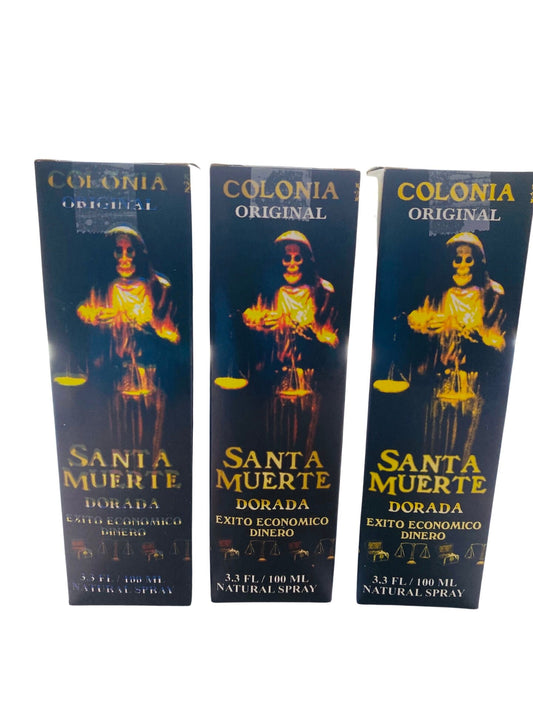 COLONIA
ORIGINAL
SANTA
MUERTE
DORADA
EXITO ECONOMICO
DINERO
3.3 FL / 100 ML
NATURAL SPRAY
COLONIA
ORIGINAL
SANTA
MUERTE
DORADA
EXITO ECONOMICO
DINERO
3.3 FL / 100 ML
NATURAL SPRAY
COLONIA
ORIGINAL
SANTA
MUERTE
DORADA
EXITO ECONOMICO
DINERO
3.3 FL / 100 ML
NATURAL SPRAY